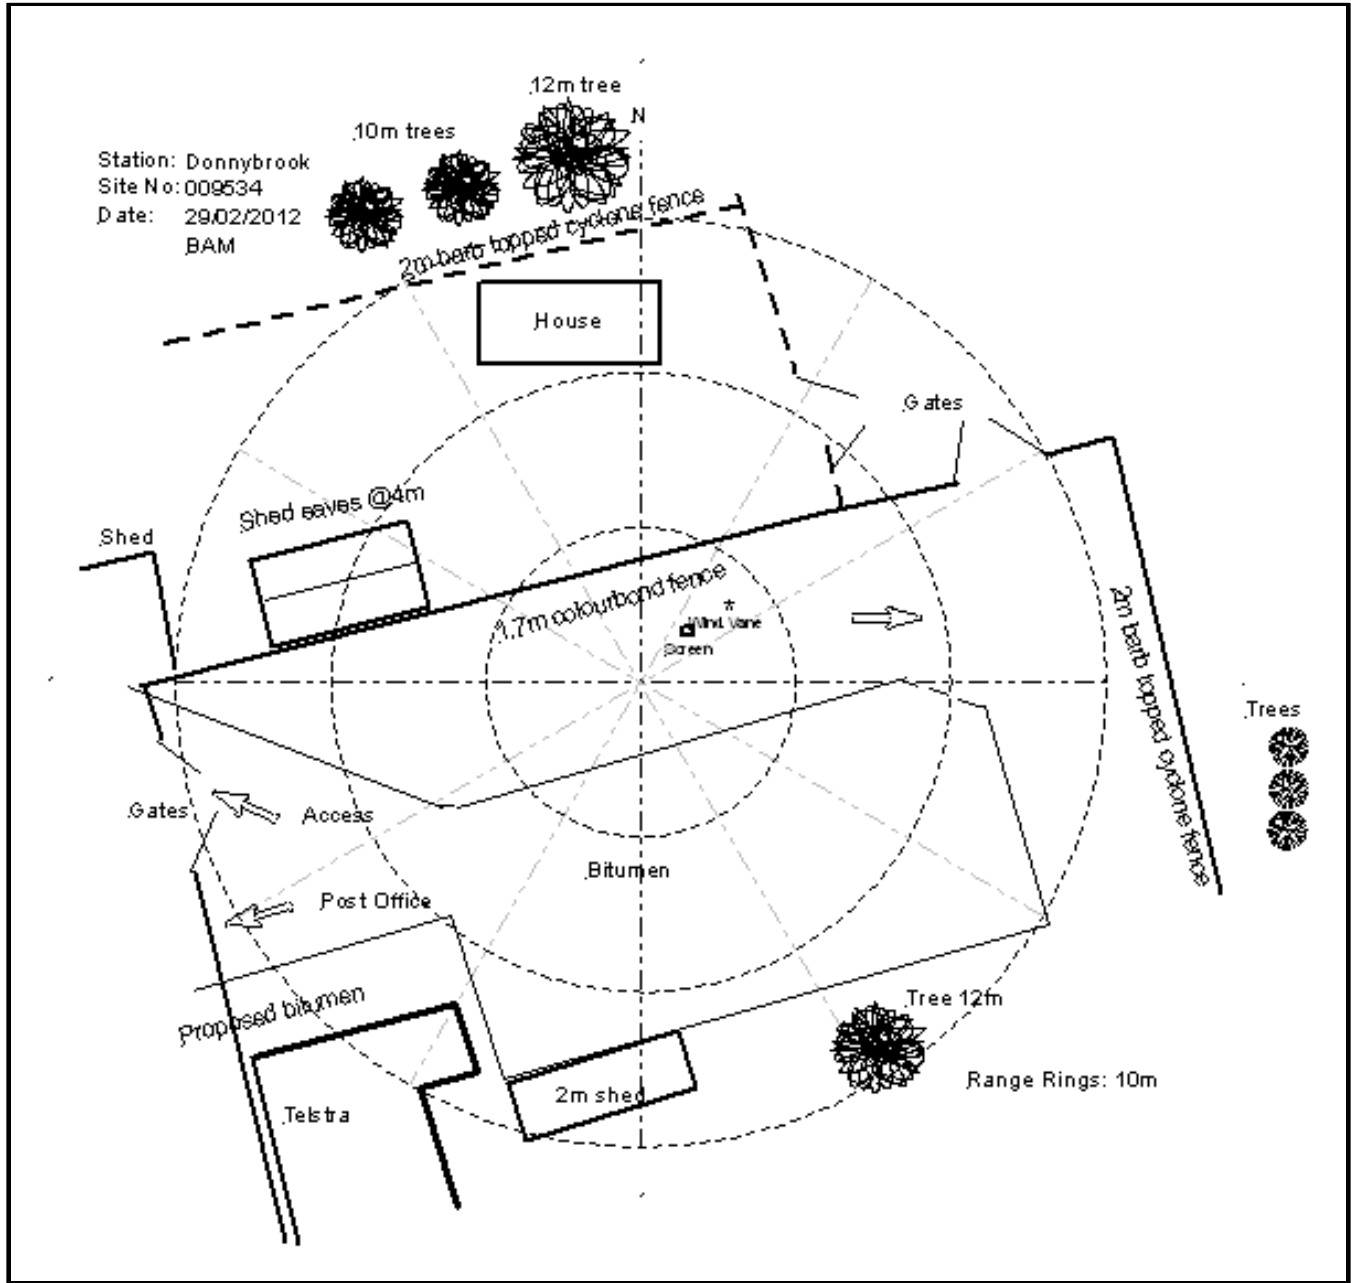 12m tree
N
10m trees
Station: Donnybrook
Site No: 009534
Date: 29/02/2012
BAM
2m barb topped cyclone fence
House
Gates
Shed eaves @4m
Shed
1.7m colourbond fence
Wind Vane
Screen
2m barb topped cyclone fence
Trees
Gates
Access
Bitumen
Post Office
Proposed bitumen
Tree 12m
Range Rings: 10m
2m shed
Telstra